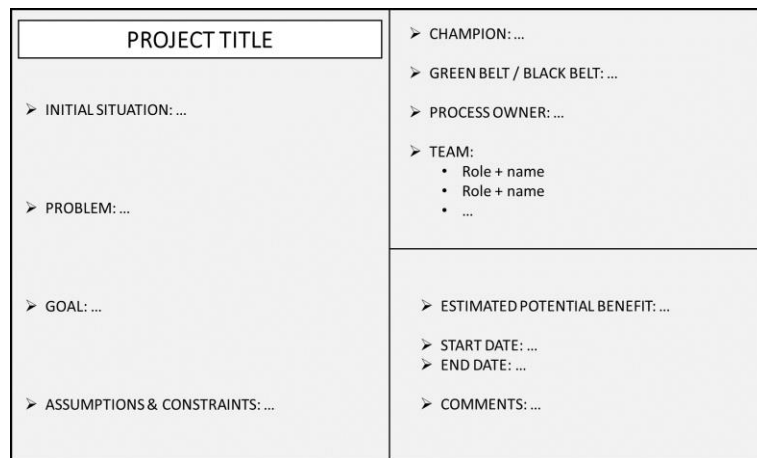 PROJECT TITLE
➢ INITIAL SITUATION: ...
➢ PROBLEM: ...
➢ GOAL: ...
➢ ASSUMPTIONS & CONSTRAINTS: ...
➢ CHAMPION: ...
➢ GREEN BELT / BLACK BELT: ...
➢ PROCESS OWNER: ...
➢ TEAM:
• Role + name
• Role + name
• ...
➢ ESTIMATED POTENTIAL BENEFIT: ...
➢ START DATE: ...
➢ END DATE: ...
➢ COMMENTS: ...